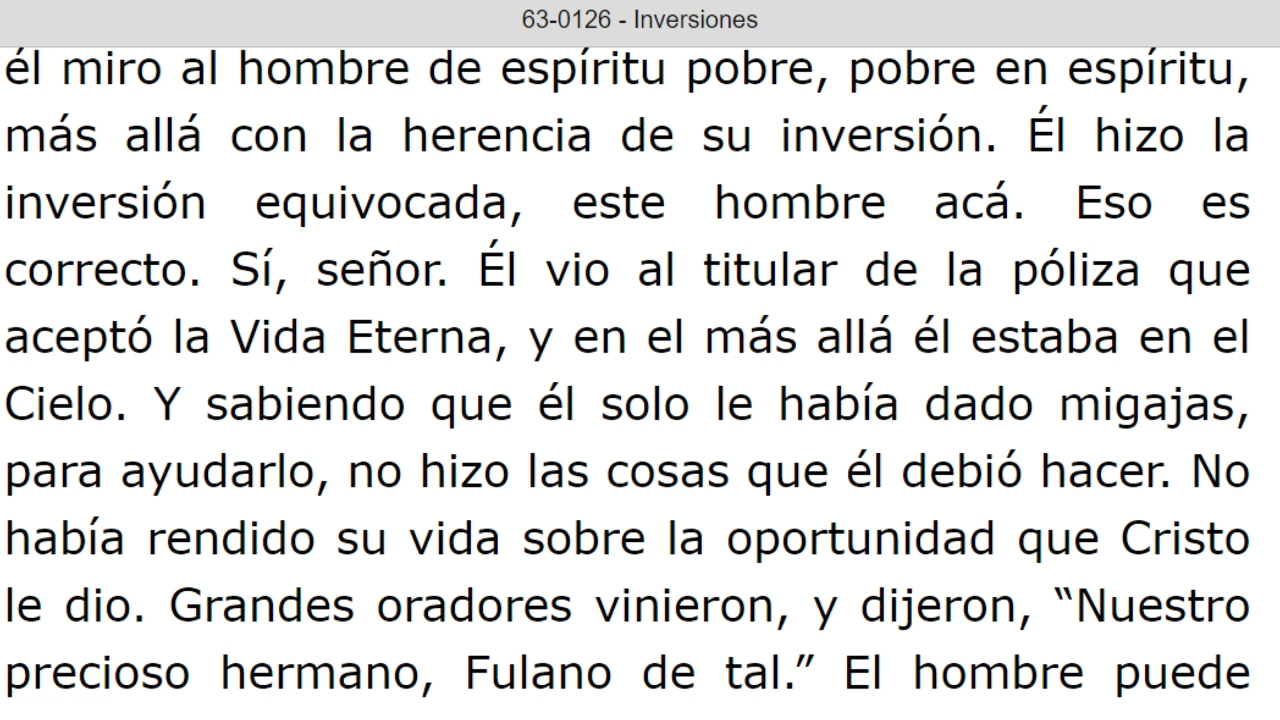 63-0126 - Inversiones
él miro al hombre de espíritu pobre, pobre en espíritu,
más allá con la herencia de su inversión. Él hizo la
inversión equivocada, este hombre acá. Eso es
correcto. Sí, señor. Él vio al titular de la póliza que
aceptó la Vida Eterna, y en el más allá él estaba en el
Cielo. Y sabiendo que él solo le había dado migajas,
para ayudarlo, no hizo las cosas que él debió hacer. No
había rendido su vida sobre la oportunidad que Cristo
le dio. Grandes oradores vinieron, y dijeron, “Nuestro
precioso hermano, Fulano de tal.” El hombre puede